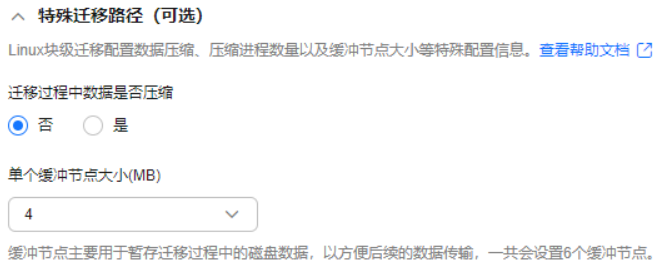 特殊迁移路径（可选）
Linux块级迁移配置数据压缩、压缩进程数量以及缓冲节点大小等特殊配置信息。查看帮助文档
迁移过程中数据是否压缩
否 是
单个缓冲节点大小(MB)
4
缓冲节点主要用于暂存迁移过程中的磁盘数据，以方便后续的数据传输，一共会设置6个缓冲节点。